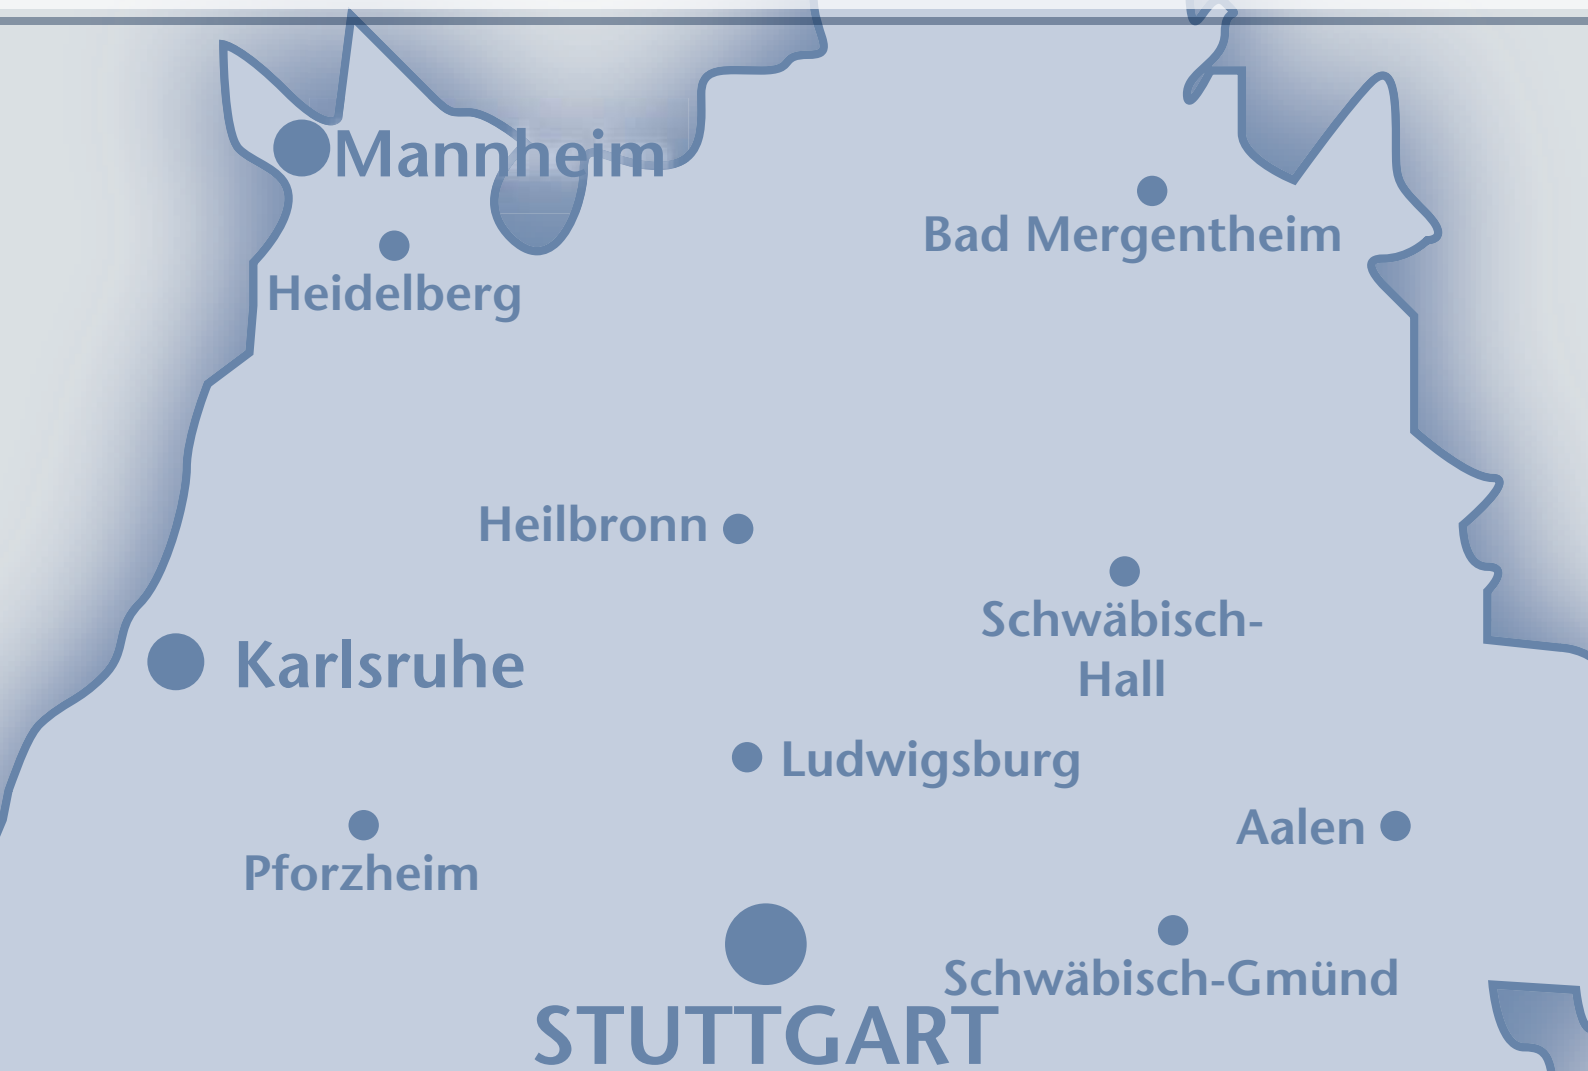 Mannheim
Bad Mergentheim
Heidelberg
Heilbronn
Schwäbisch-
Hall
Karlsruhe
Ludwigsburg
Aalen
Pforzheim
Schwäbisch-Gmünd
STUTTGART